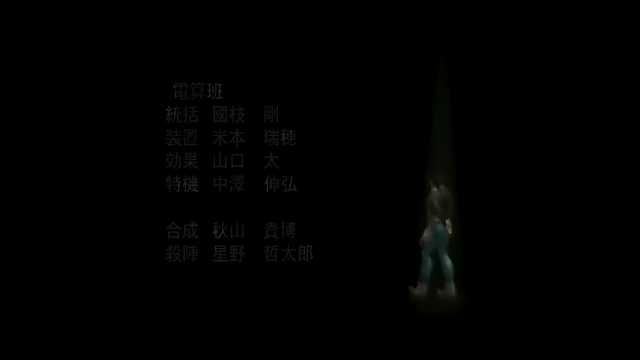 電算班
統括 國枝 剛
装置 米本 瑞穂
効果 山口 太
特機 中澤 伸弘
合成 秋山 貴博
殺陣 星野 哲太郎